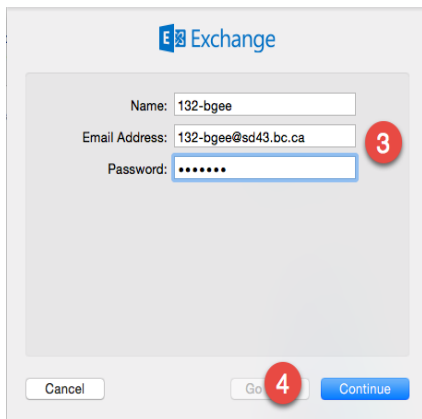 Exchange
Name: 132-bgee
Email Address: 132-bgee@sd43.bc.ca
3
Password: •••••••
Cancel
4
Continue